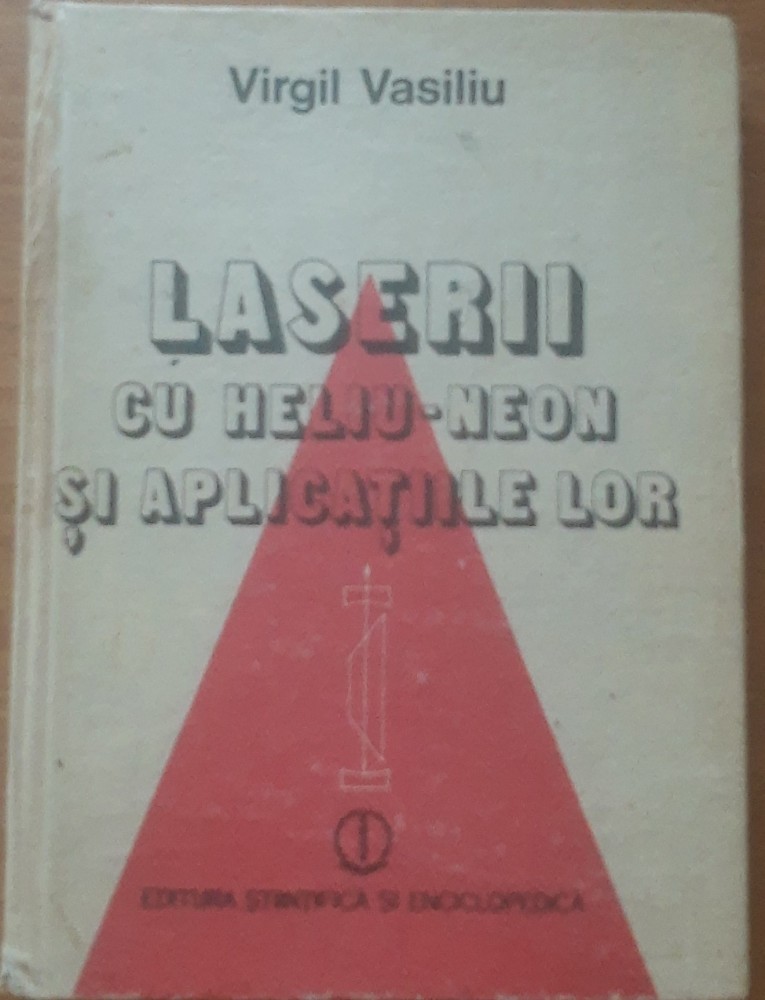 Virgil Vasiliu
LASERII
CU HELIU-NEON
ȘI APLICAȚIILE LOR
EDITURA ȘTIINȚIFICĂ ȘI ENCICLOPEDICĂ